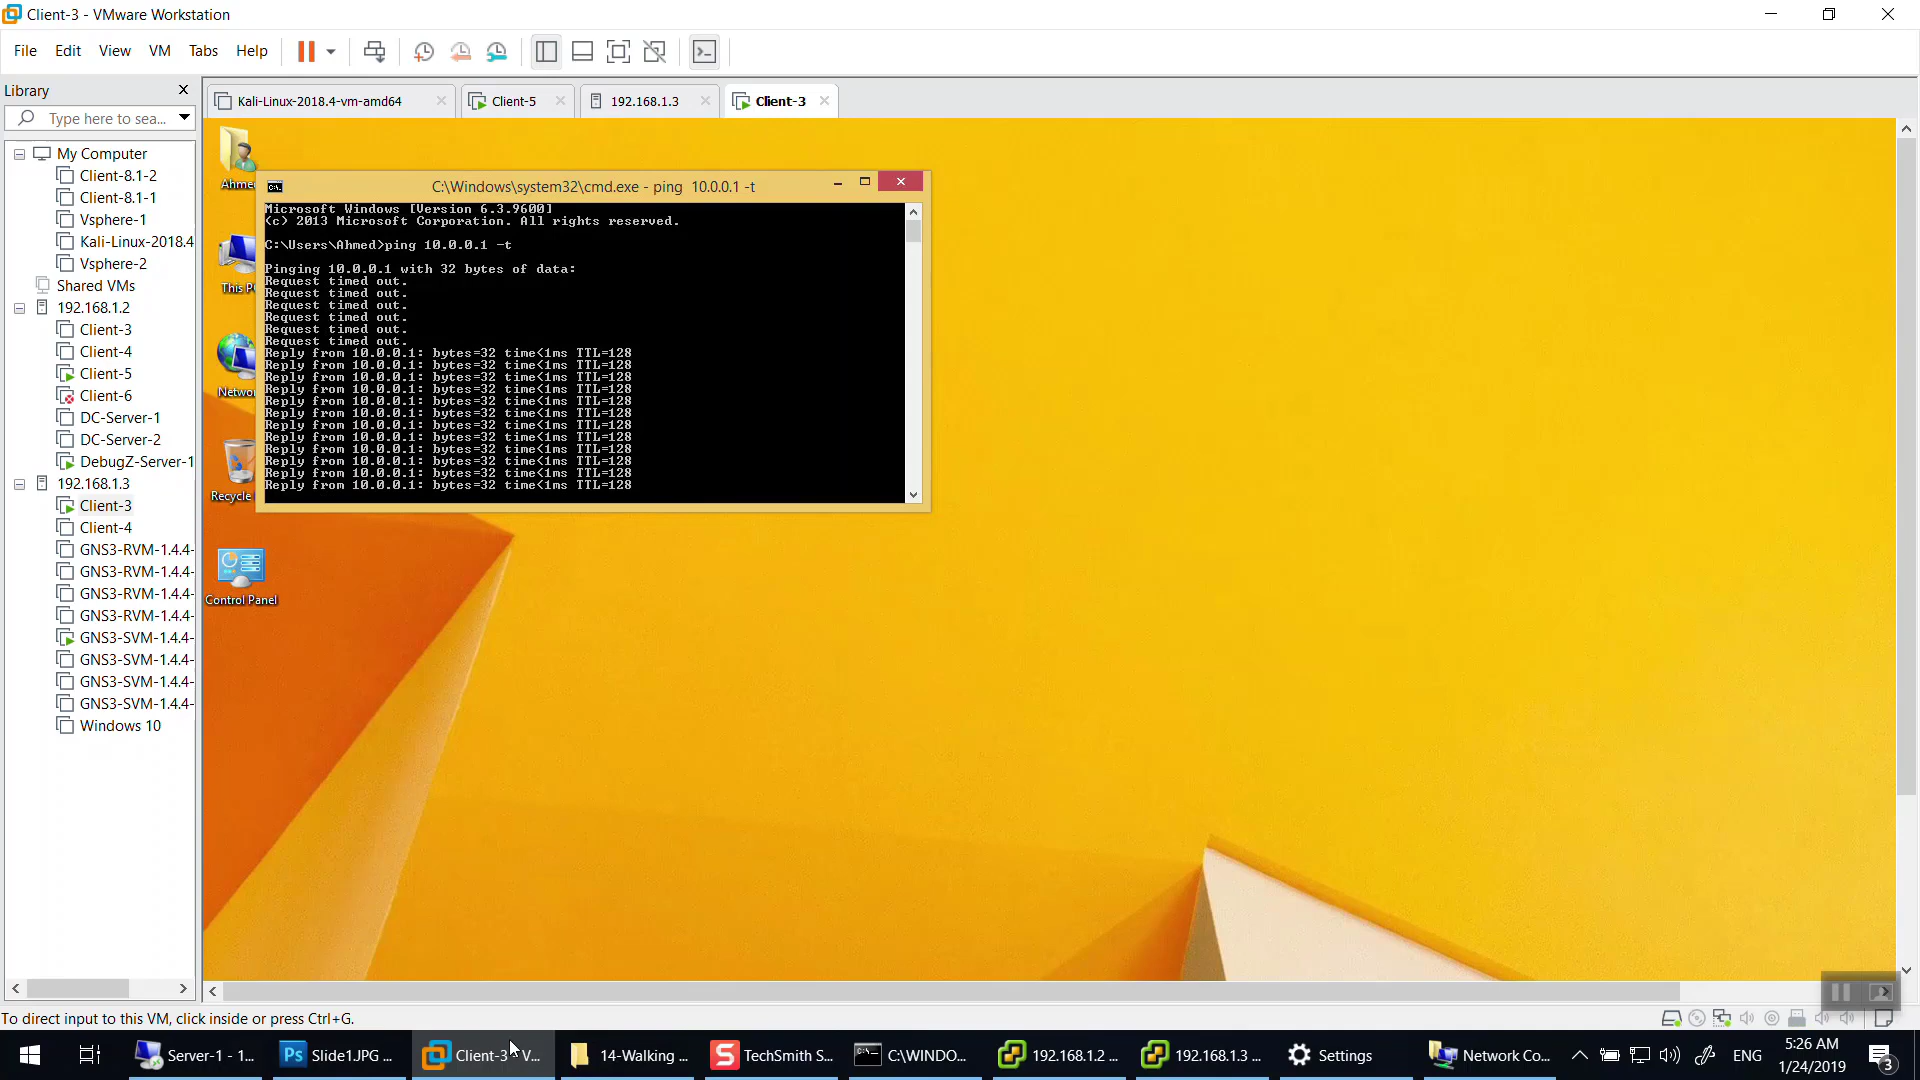 Client-3 - VMware Workstation
File Edit View VM Tabs Help
Library
Type here to sea...
My Computer
Client-8.1-2
Client-8.1-1
Vsphere-1
Kali-Linux-2018.4
Vsphere-2
Shared VMs
192.168.1.2
Client-3
Client-4
Client-5
Client-6
DC-Server-1
DC-Server-2
DebugZ-Server-1
192.168.1.3
Client-3
Client-4
GNS3-RVM-1.4.4-
GNS3-RVM-1.4.4-
GNS3-RVM-1.4.4-
GNS3-RVM-1.4.4-
GNS3-SVM-1.4.4-
GNS3-SVM-1.4.4-
GNS3-SVM-1.4.4-
GNS3-SVM-1.4.4-
Windows 10
Kali-Linux-2018.4-vm-amd64 Client-5 192.168.1.3 Client-3
Ahme
This P
Netwo
Recycle
Control Panel
C:\Windows\system32\cmd.exe - ping 10.0.0.1 -t
Microsoft Windows [Version 6.3.9600]
(c) 2013 Microsoft Corporation. All rights reserved.
C:\Users\Ahmed>ping 10.0.0.1 -t
Pinging 10.0.0.1 with 32 bytes of data:
Request timed out.
Request timed out.
Request timed out.
Request timed out.
Request timed out.
Request timed out.
Reply from 10.0.0.1: bytes=32 time<1ms TTL=128
Reply from 10.0.0.1: bytes=32 time<1ms TTL=128
Reply from 10.0.0.1: bytes=32 time<1ms TTL=128
Reply from 10.0.0.1: bytes=32 time<1ms TTL=128
Reply from 10.0.0.1: bytes=32 time<1ms TTL=128
Reply from 10.0.0.1: bytes=32 time<1ms TTL=128
Reply from 10.0.0.1: bytes=32 time<1ms TTL=128
Reply from 10.0.0.1: bytes=32 time<1ms TTL=128
Reply from 10.0.0.1: bytes=32 time<1ms TTL=128
Reply from 10.0.0.1: bytes=32 time<1ms TTL=128
Reply from 10.0.0.1: bytes=32 time<1ms TTL=128
Reply from 10.0.0.1: bytes=32 time<1ms TTL=128
To direct input to this VM, click inside or press Ctrl+G.
Server-1 - 1... Slide1.JPG ... Client-3 V... 14-Walking ... TechSmith S... C:\WINDO... 192.168.1.2 ... 192.168.1.3 ... Settings Network Co... ENG
5:26 AM
1/24/2019
3